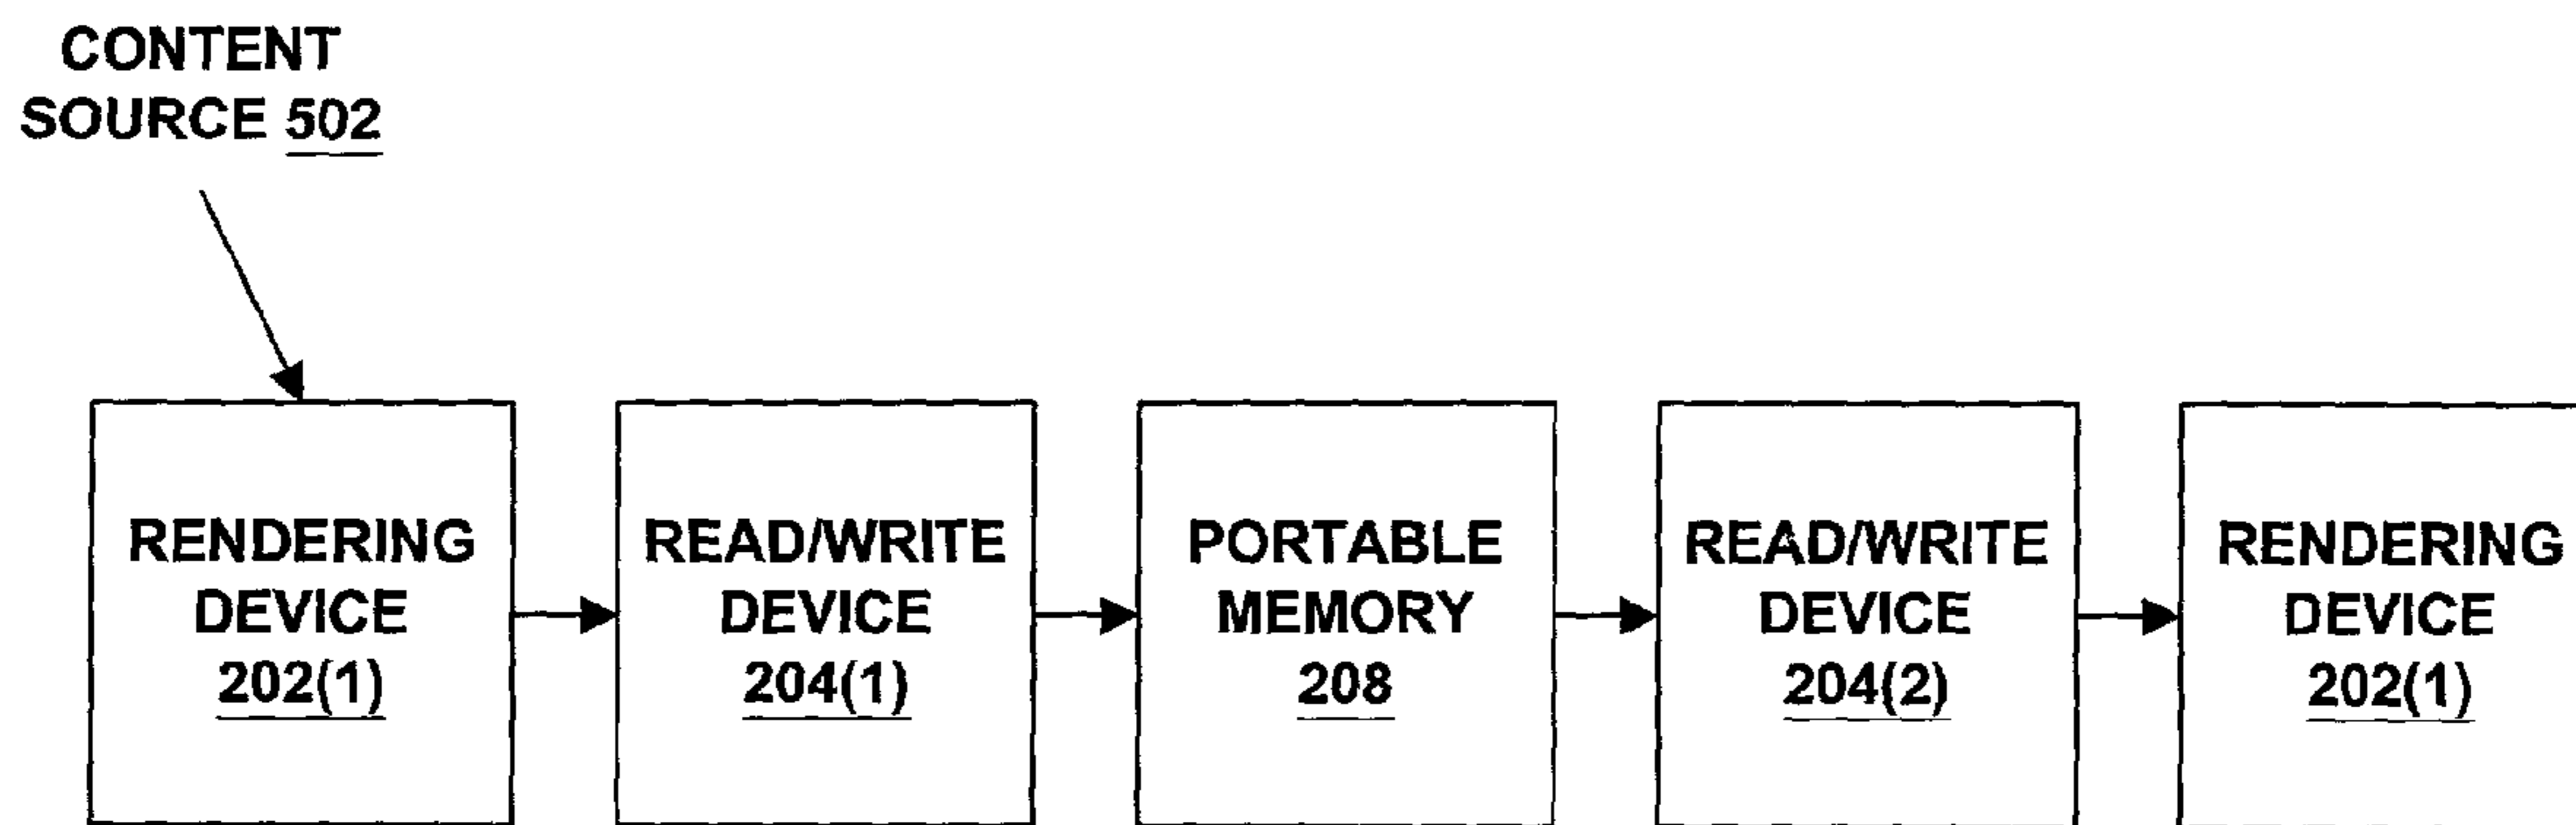 CONTENT
SOURCE 502
RENDERING
DEVICE
202(1)
READ/WRITE
DEVICE
204(1)
PORTABLE
MEMORY
208
READ/WRITE
DEVICE
204(2)
RENDERING
DEVICE
202(1)